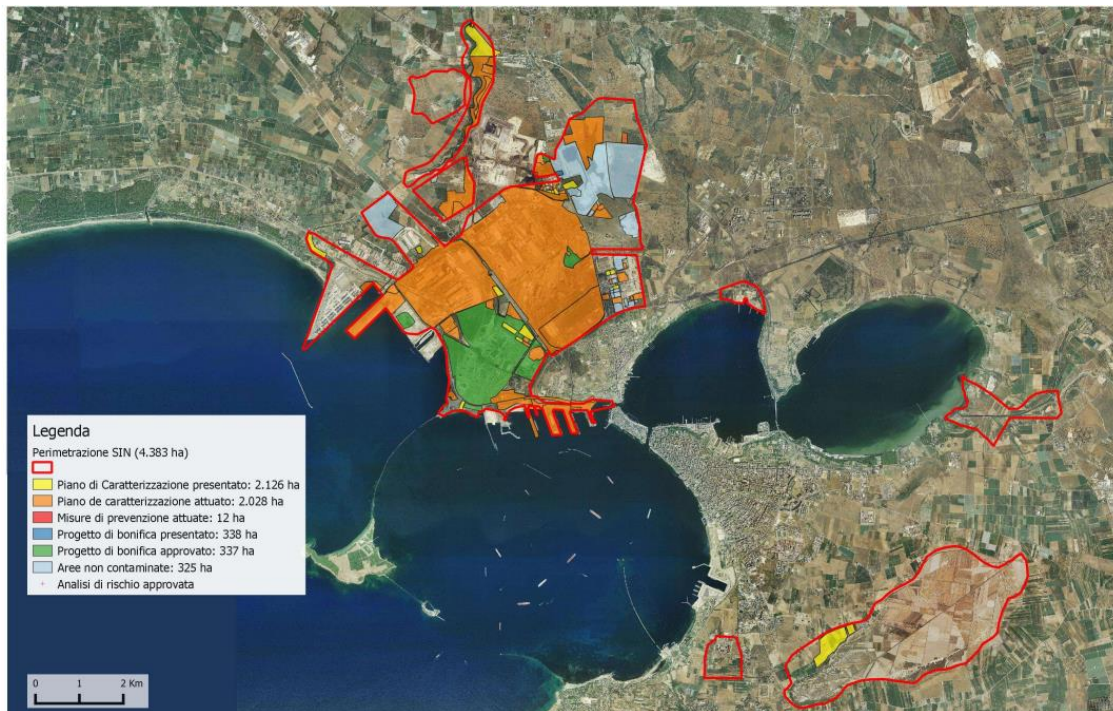 Legenda
Perimetrazione SIN (4.383 ha)
Piano di Caratterizzazione presentato: 2.126 ha
Piano de caratterizzazione attuato: 2.028 ha
Misure di prevenzione attuate: 12 ha
Progetto di bonifica presentato: 338 ha
Progetto di bonifica approvato: 337 ha
Aree non contaminate: 325 ha
Analisi di rischio approvata
0 1 2 Km